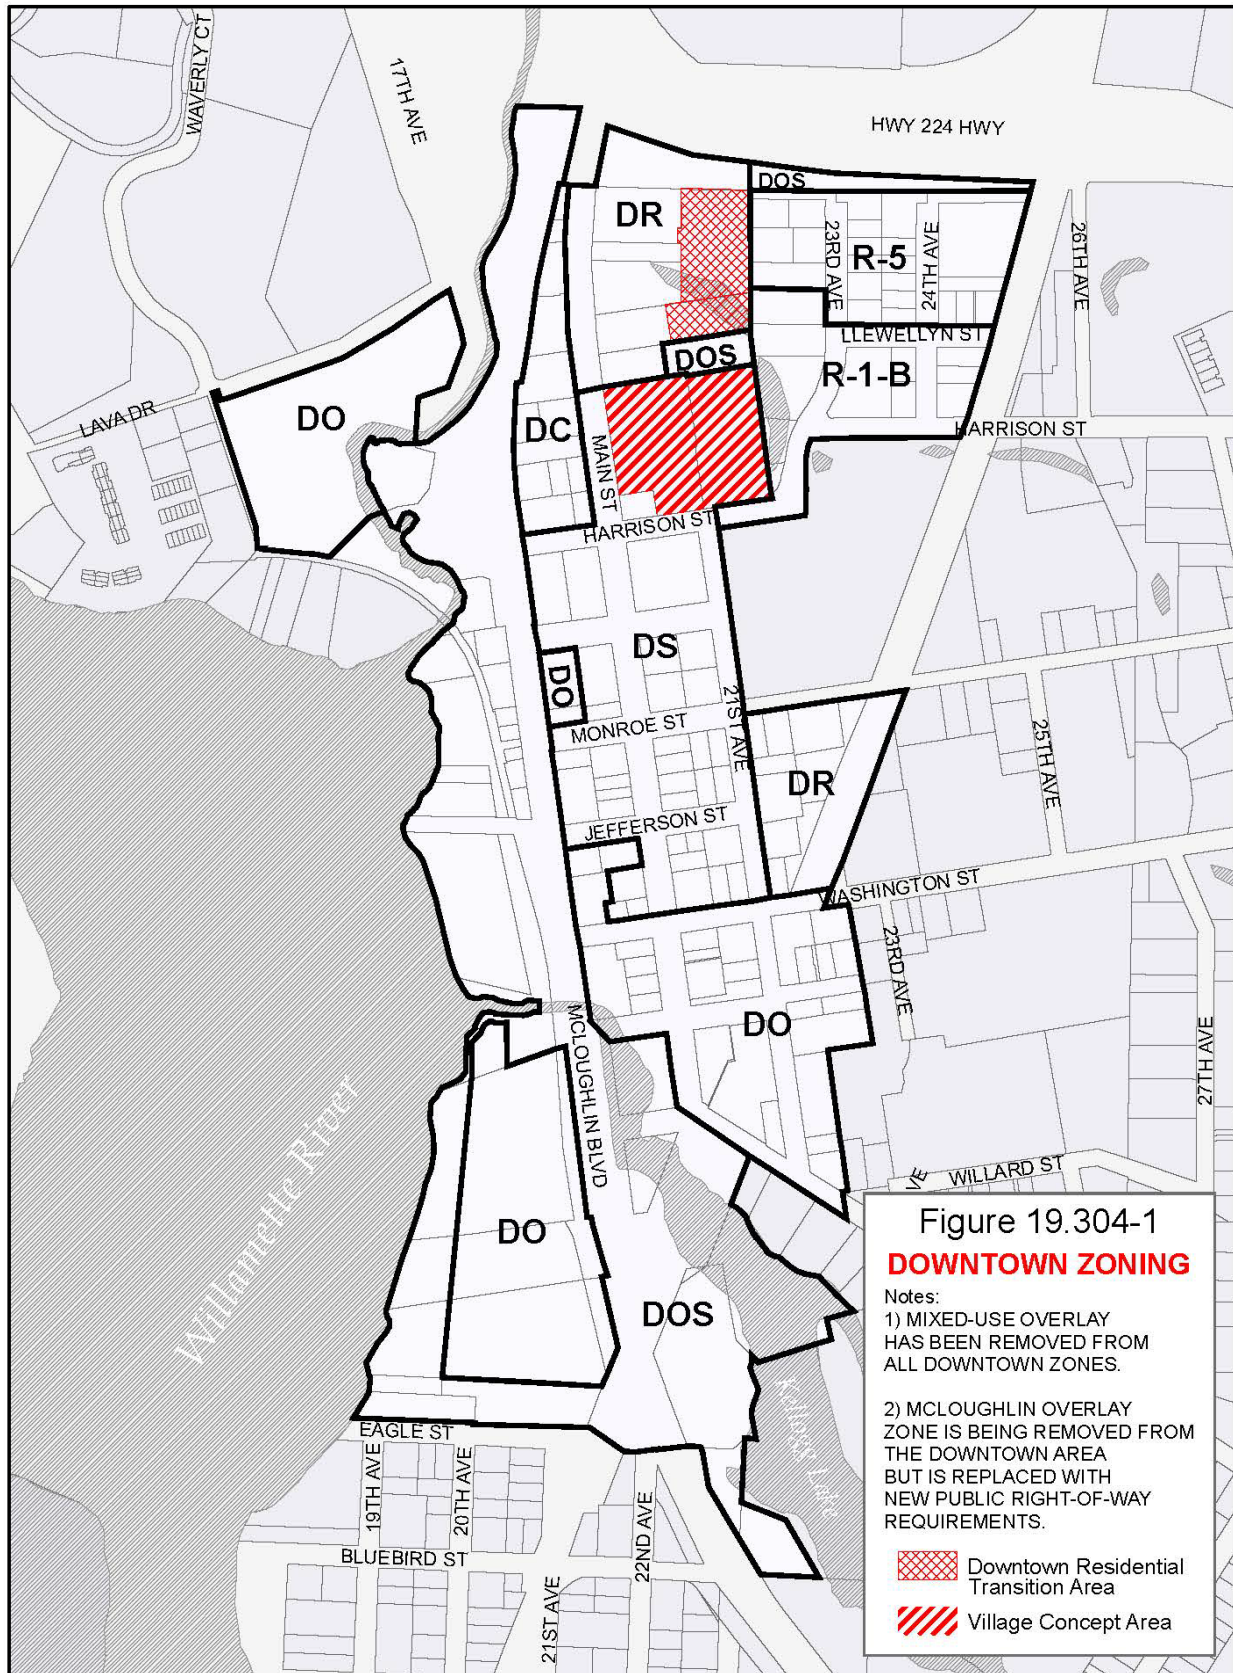 WAVERLY CT
17TH AVE
HWY 224 HWY
DOS
DR
23RD AVE
R-5
24TH AVE
26TH AVE
LLEWELLYN ST
DOS
R-1-B
DO
LAVA DR
DC
MAIN ST
HARRISON ST
HARRISON ST
DS
DO
21ST AVE
MONROE ST
25TH AVE
DR
JEFFERSON ST
WASHINGTON ST
23RD AVE
DO
MCLOUGHLIN BLVD
27TH AVE
Willamette River
WILLARD ST
VE
DO
DOS
Kellogg Lake
EAGLE ST
19TH AVE
20TH AVE
22ND AVE
BLUEBIRD ST
21ST AVE
Figure 19.304-1
DOWNTOWN ZONING
Notes:
1) MIXED-USE OVERLAY
HAS BEEN REMOVED FROM
ALL DOWNTOWN ZONES.
2) MCLOUGHLIN OVERLAY
ZONE IS BEING REMOVED FROM
THE DOWNTOWN AREA
BUT IS REPLACED WITH
NEW PUBLIC RIGHT-OF-WAY
REQUIREMENTS.
Downtown Residential
Transition Area
Village Concept Area